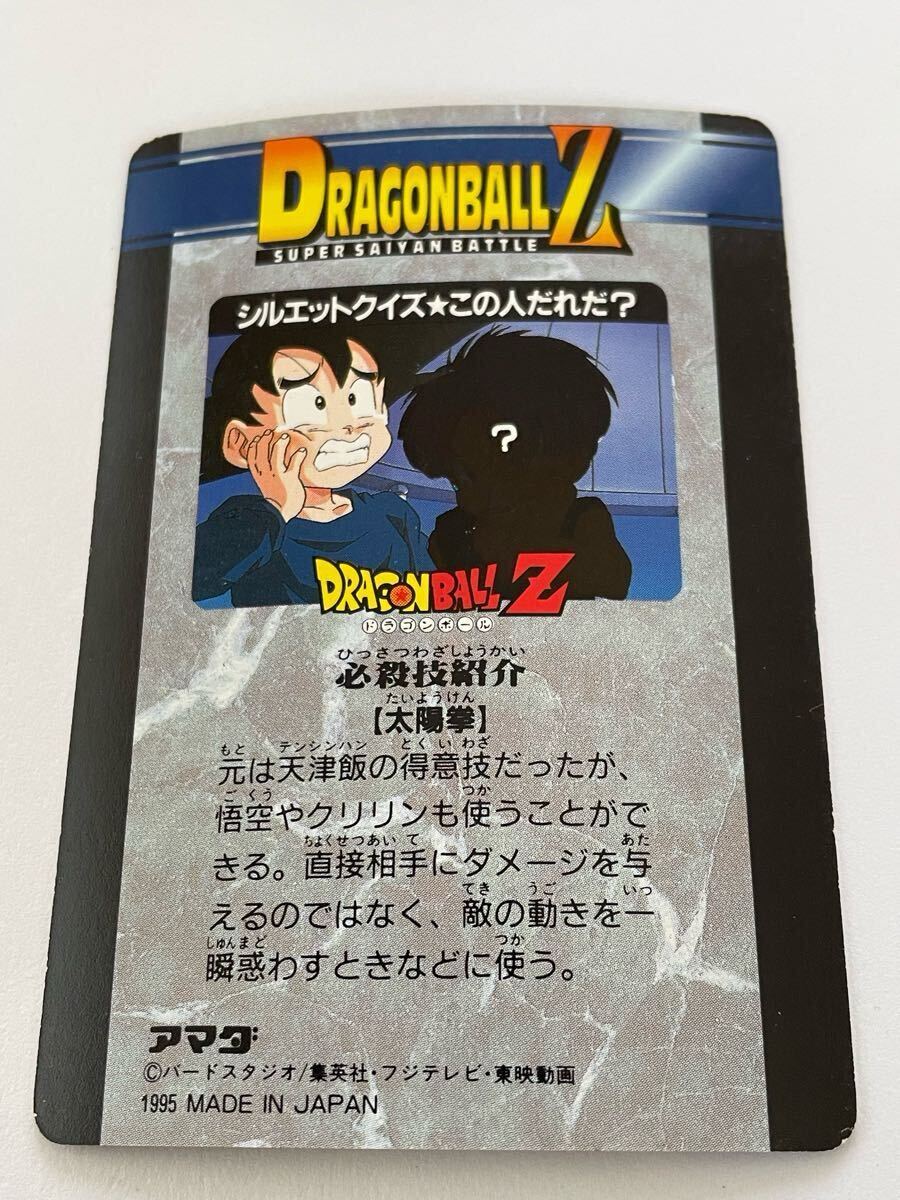 DRAGONBALL Z
SUPER SAIYAN BATTLE
シルエットクイズ★この人だれだ?
?
DRAGON BALL Z
ドラゴンボール
ひっさつわざしょうかい
必殺技紹介
たいようけん
【太陽拳】
もと テンシンハン とくいわざ
元は天津飯の得意技だったが、
ごくう つか
悟空やクリリンも使うことがで
ちょくせつあいて あた
きる。直接相手にダメージを与
てき うご いっ
えるのではなく、敵の動きを一
しゅんまど つか
瞬惑わすときなどに使う。
アマダ
©バードスタジオ/集英社・フジテレビ・東映動画
1995 MADE IN JAPAN